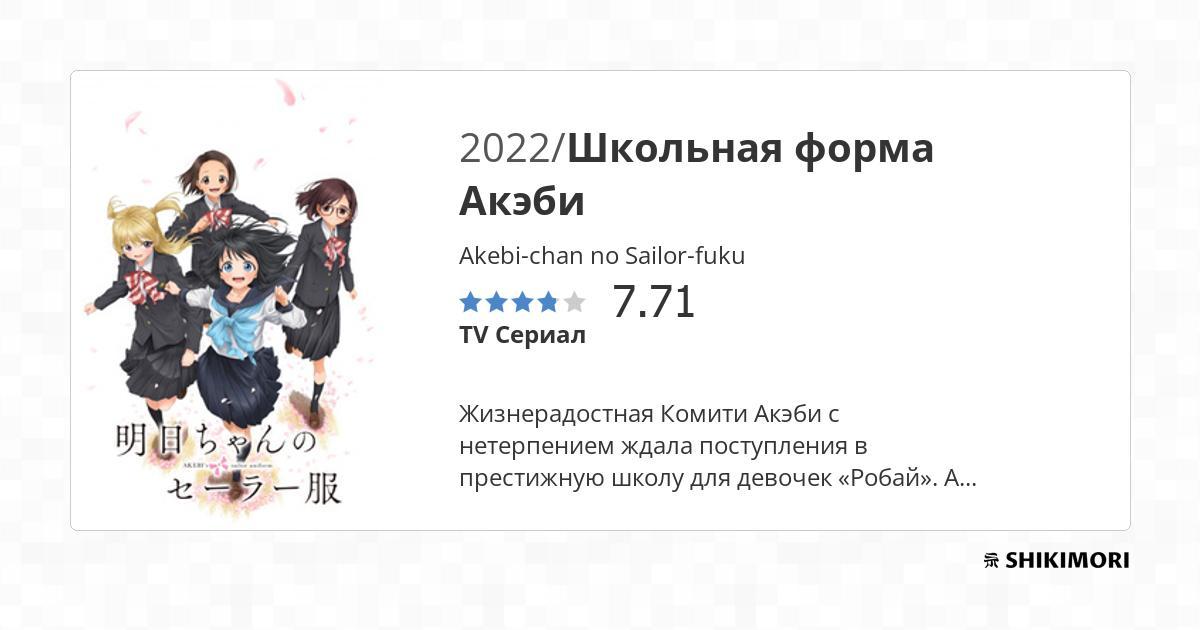 2022/Школьная форма
Акэби
Akebi-chan no Sailor-fuku
7.71
TV Сериал
Жизнерадостная Комити Акэби с
нетерпением ждала поступления в
престижную школу для девочек «Робай». А...
明日ちゃんの
AKEBI's sailor uniform
セーラー服
SHIKIMORI